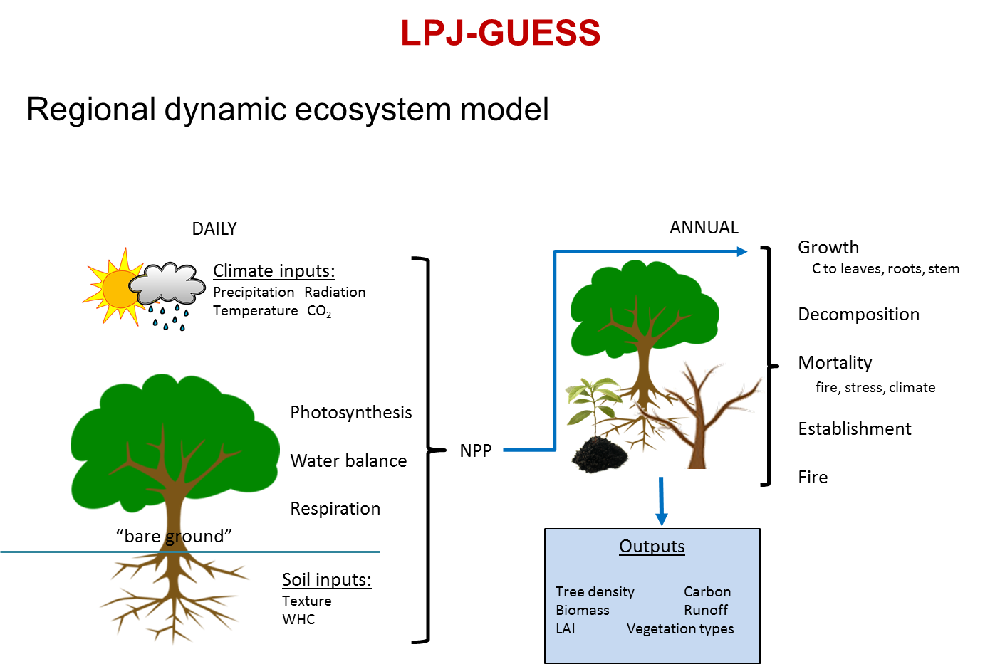 LPJ-GUESS
Regional dynamic ecosystem model
DAILY
Climate inputs:
Precipitation Radiation
Temperature CO₂
Photosynthesis
Water balance
Respiration
“bare ground”
Soil inputs:
Texture
WHC
NPP
ANNUAL
Growth
C to leaves, roots, stem
Decomposition
Mortality
fire, stress, climate
Establishment
Fire
Outputs
Tree density Carbon
Biomass Runoff
LAI Vegetation types